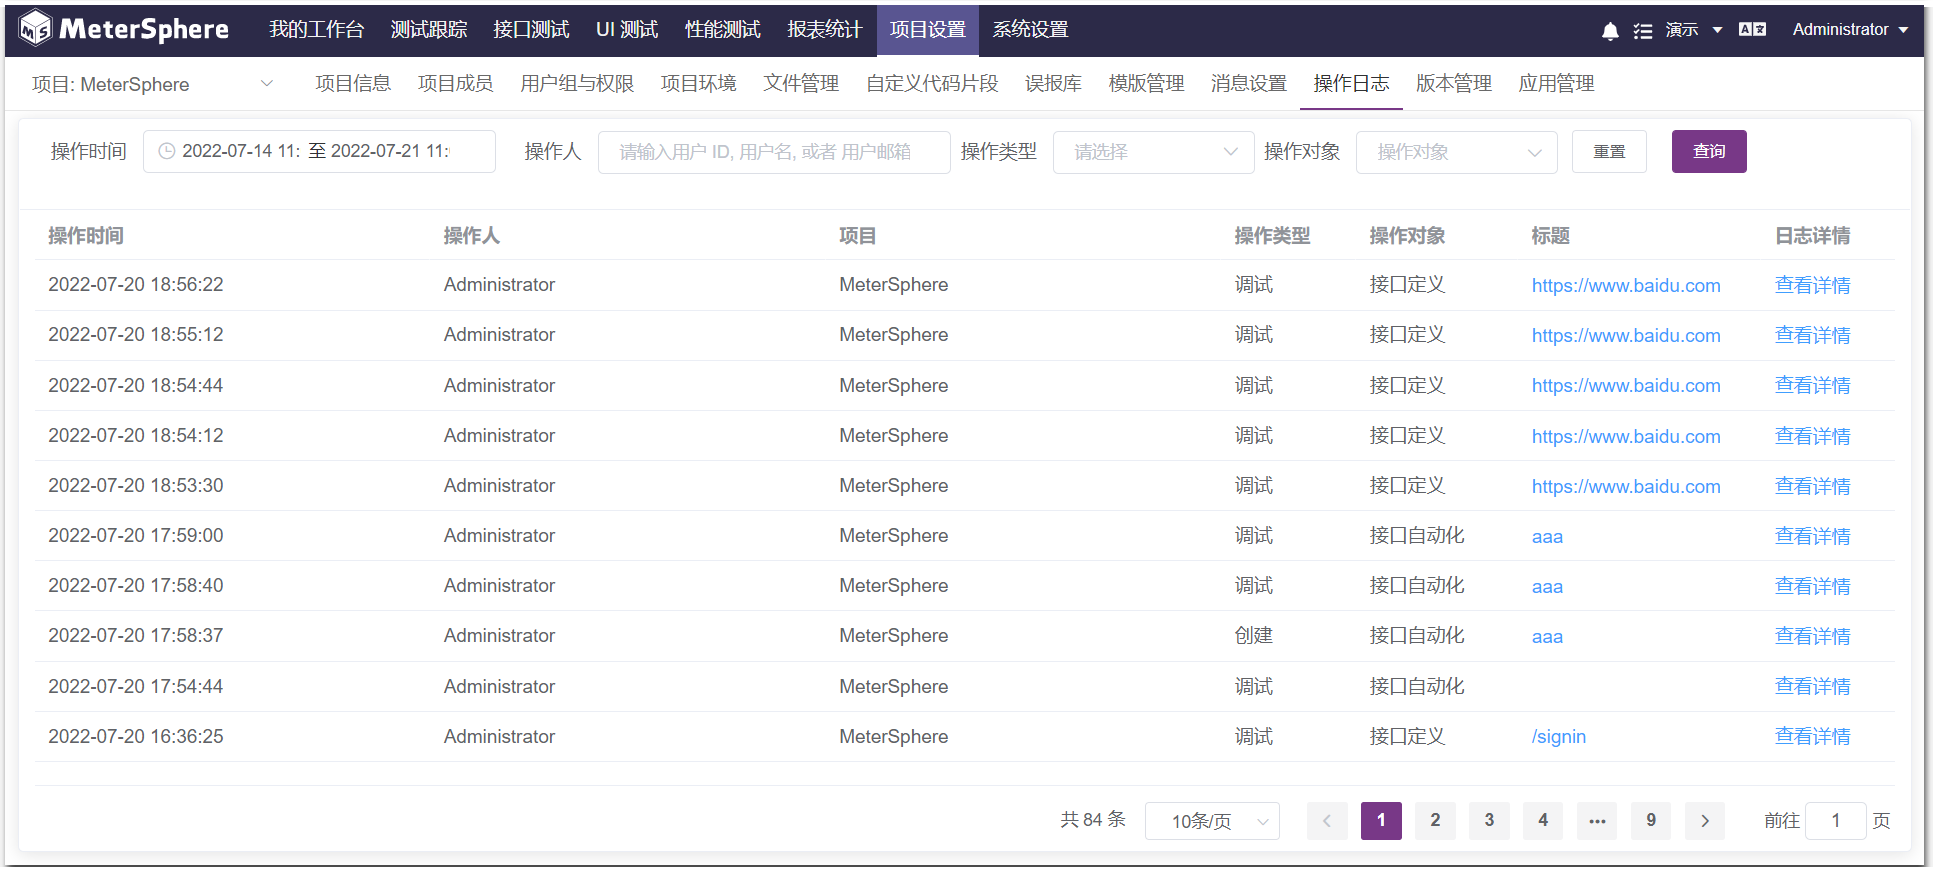 MeterSphere 我的工作台 测试跟踪 接口测试 UI 测试 性能测试 报表统计 项目设置 系统设置 演示 Administrator
项目: MeterSphere 项目信息 项目成员 用户组与权限 项目环境 文件管理 自定义代码片段 误报库 模版管理 消息设置 操作日志 版本管理 应用管理
操作时间 2022-07-14 11: 至 2022-07-21 11: 操作人 请输入用户 ID, 用户名, 或者 用户邮箱 操作类型 请选择 操作对象 操作对象 重置 查询
操作时间 操作人 项目 操作类型 操作对象 标题 日志详情
2022-07-20 18:56:22 Administrator MeterSphere 调试 接口定义 https://www.baidu.com 查看详情
2022-07-20 18:55:12 Administrator MeterSphere 调试 接口定义 https://www.baidu.com 查看详情
2022-07-20 18:54:44 Administrator MeterSphere 调试 接口定义 https://www.baidu.com 查看详情
2022-07-20 18:54:12 Administrator MeterSphere 调试 接口定义 https://www.baidu.com 查看详情
2022-07-20 18:53:30 Administrator MeterSphere 调试 接口定义 https://www.baidu.com 查看详情
2022-07-20 17:59:00 Administrator MeterSphere 调试 接口自动化 aaa 查看详情
2022-07-20 17:58:40 Administrator MeterSphere 调试 接口自动化 aaa 查看详情
2022-07-20 17:58:37 Administrator MeterSphere 创建 接口自动化 aaa 查看详情
2022-07-20 17:54:44 Administrator MeterSphere 调试 接口自动化 查看详情
2022-07-20 16:36:25 Administrator MeterSphere 调试 接口定义 /signin 查看详情
共 84 条 10条/页 1 2 3 4 ··· 9 前往 1 页